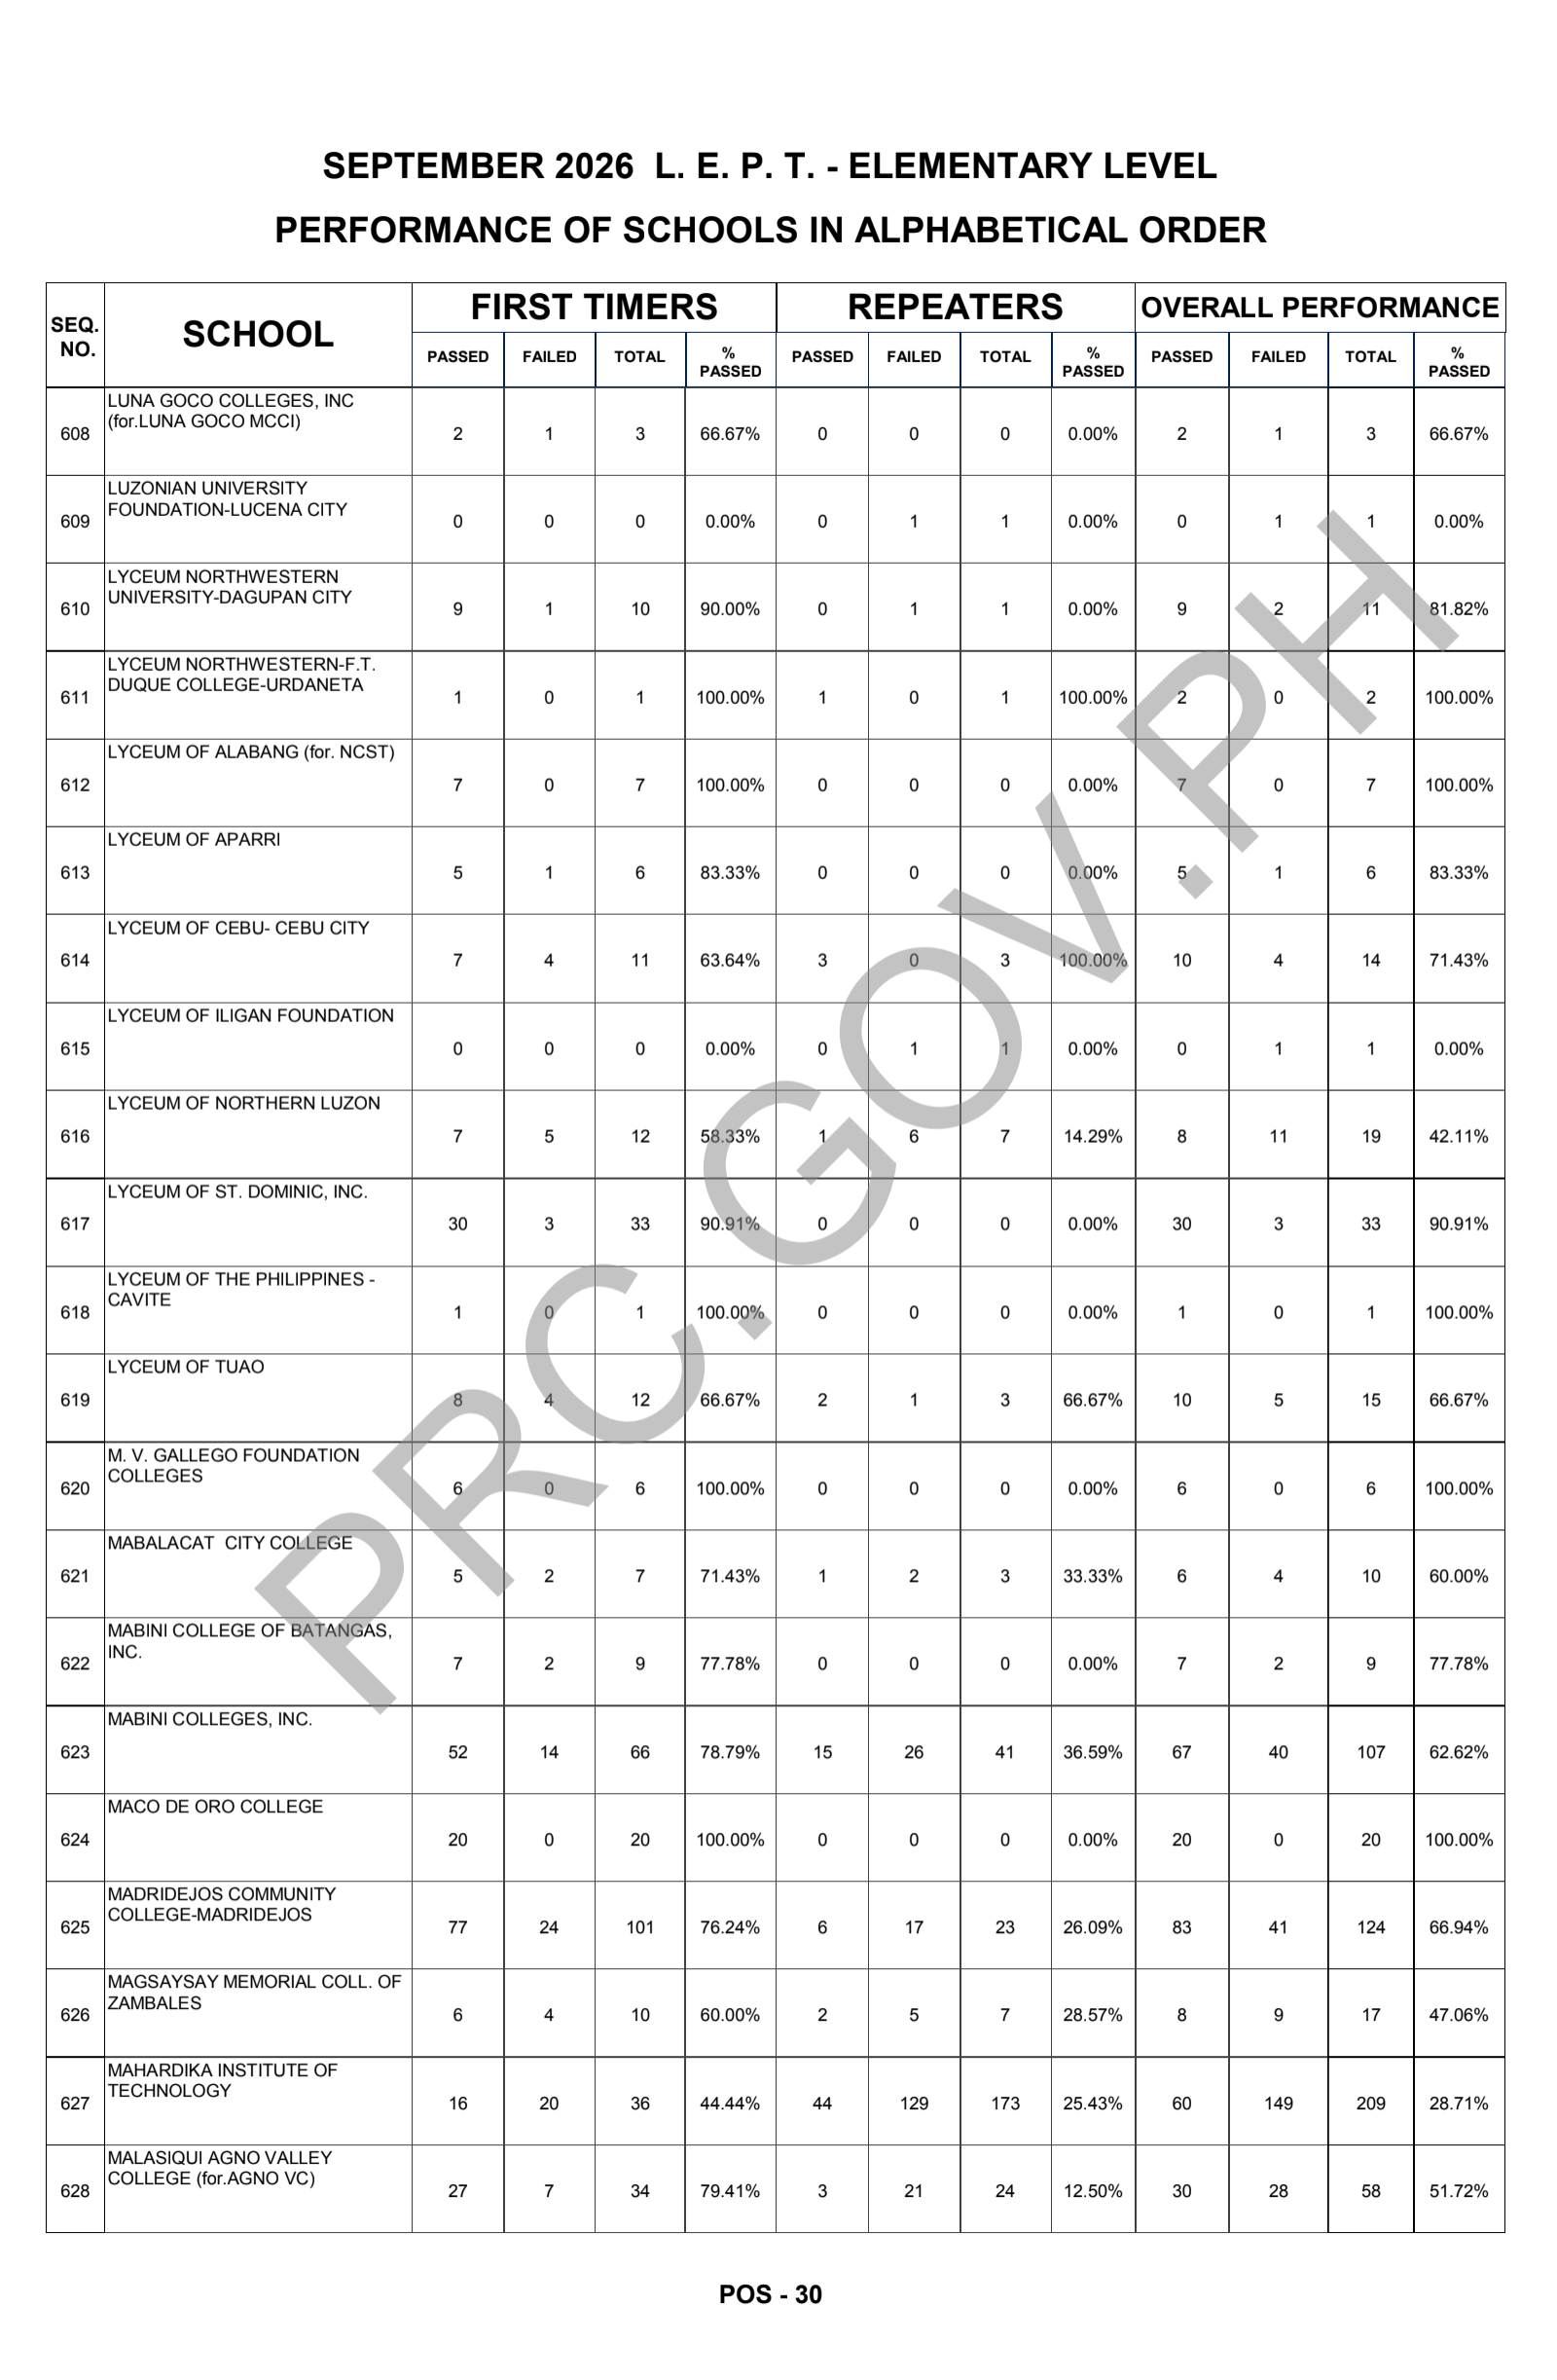 SEPTEMBER 2026 L. E. P. T. - ELEMENTARY LEVEL
PERFORMANCE OF SCHOOLS IN ALPHABETICAL ORDER
SEQ. NO. SCHOOL FIRST TIMERS REPEATERS OVERALL PERFORMANCE
PASSED FAILED TOTAL % PASSED PASSED FAILED TOTAL % PASSED PASSED FAILED TOTAL % PASSED
LUNA GOCO COLLEGES, INC
(for.LUNA GOCO MCCI)
608 2 1 3 66.67% 0 0 0 0.00% 2 1 3 66.67%
LUZONIAN UNIVERSITY
FOUNDATION-LUCENA CITY
609 0 0 0 0.00% 0 1 1 0.00% 0 1 1 0.00%
LYCEUM NORTHWESTERN
UNIVERSITY-DAGUPAN CITY
610 9 1 10 90.00% 0 1 1 0.00% 9 2 11 81.82%
LYCEUM NORTHWESTERN-F.T.
DUQUE COLLEGE-URDANETA
611 1 0 1 100.00% 1 0 1 100.00% 2 0 2 100.00%
LYCEUM OF ALABANG (for. NCST)
612 7 0 7 100.00% 0 0 0 0.00% 7 0 7 100.00%
LYCEUM OF APARRI
613 5 1 6 83.33% 0 0 0 0.00% 5 1 6 83.33%
LYCEUM OF CEBU- CEBU CITY
614 7 4 11 63.64% 3 0 3 100.00% 10 4 14 71.43%
LYCEUM OF ILIGAN FOUNDATION
615 0 0 0 0.00% 0 1 1 0.00% 0 1 1 0.00%
LYCEUM OF NORTHERN LUZON
616 7 5 12 58.33% 1 6 7 14.29% 8 11 19 42.11%
LYCEUM OF ST. DOMINIC, INC.
617 30 3 33 90.91% 0 0 0 0.00% 30 3 33 90.91%
LYCEUM OF THE PHILIPPINES -
CAVITE
618 1 0 1 100.00% 0 0 0 0.00% 1 0 1 100.00%
LYCEUM OF TUAO
619 8 4 12 66.67% 2 1 3 66.67% 10 5 15 66.67%
M. V. GALLEGO FOUNDATION
COLLEGES
620 6 0 6 100.00% 0 0 0 0.00% 6 0 6 100.00%
MABALACAT CITY COLLEGE
621 5 2 7 71.43% 1 2 3 33.33% 6 4 10 60.00%
MABINI COLLEGE OF BATANGAS,
INC.
622 7 2 9 77.78% 0 0 0 0.00% 7 2 9 77.78%
MABINI COLLEGES, INC.
623 52 14 66 78.79% 15 26 41 36.59% 67 40 107 62.62%
MACO DE ORO COLLEGE
624 20 0 20 100.00% 0 0 0 0.00% 20 0 20 100.00%
MADRIDEJOS COMMUNITY
COLLEGE-MADRIDEJOS
625 77 24 101 76.24% 6 17 23 26.09% 83 41 124 66.94%
MAGSAYSAY MEMORIAL COLL. OF
ZAMBALES
626 6 4 10 60.00% 2 5 7 28.57% 8 9 17 47.06%
MAHARDIKA INSTITUTE OF
TECHNOLOGY
627 16 20 36 44.44% 44 129 173 25.43% 60 149 209 28.71%
MALASIQUI AGNO VALLEY
COLLEGE (for.AGNO VC)
628 27 7 34 79.41% 3 21 24 12.50% 30 28 58 51.72%
PRC.GOV.PH
POS - 30